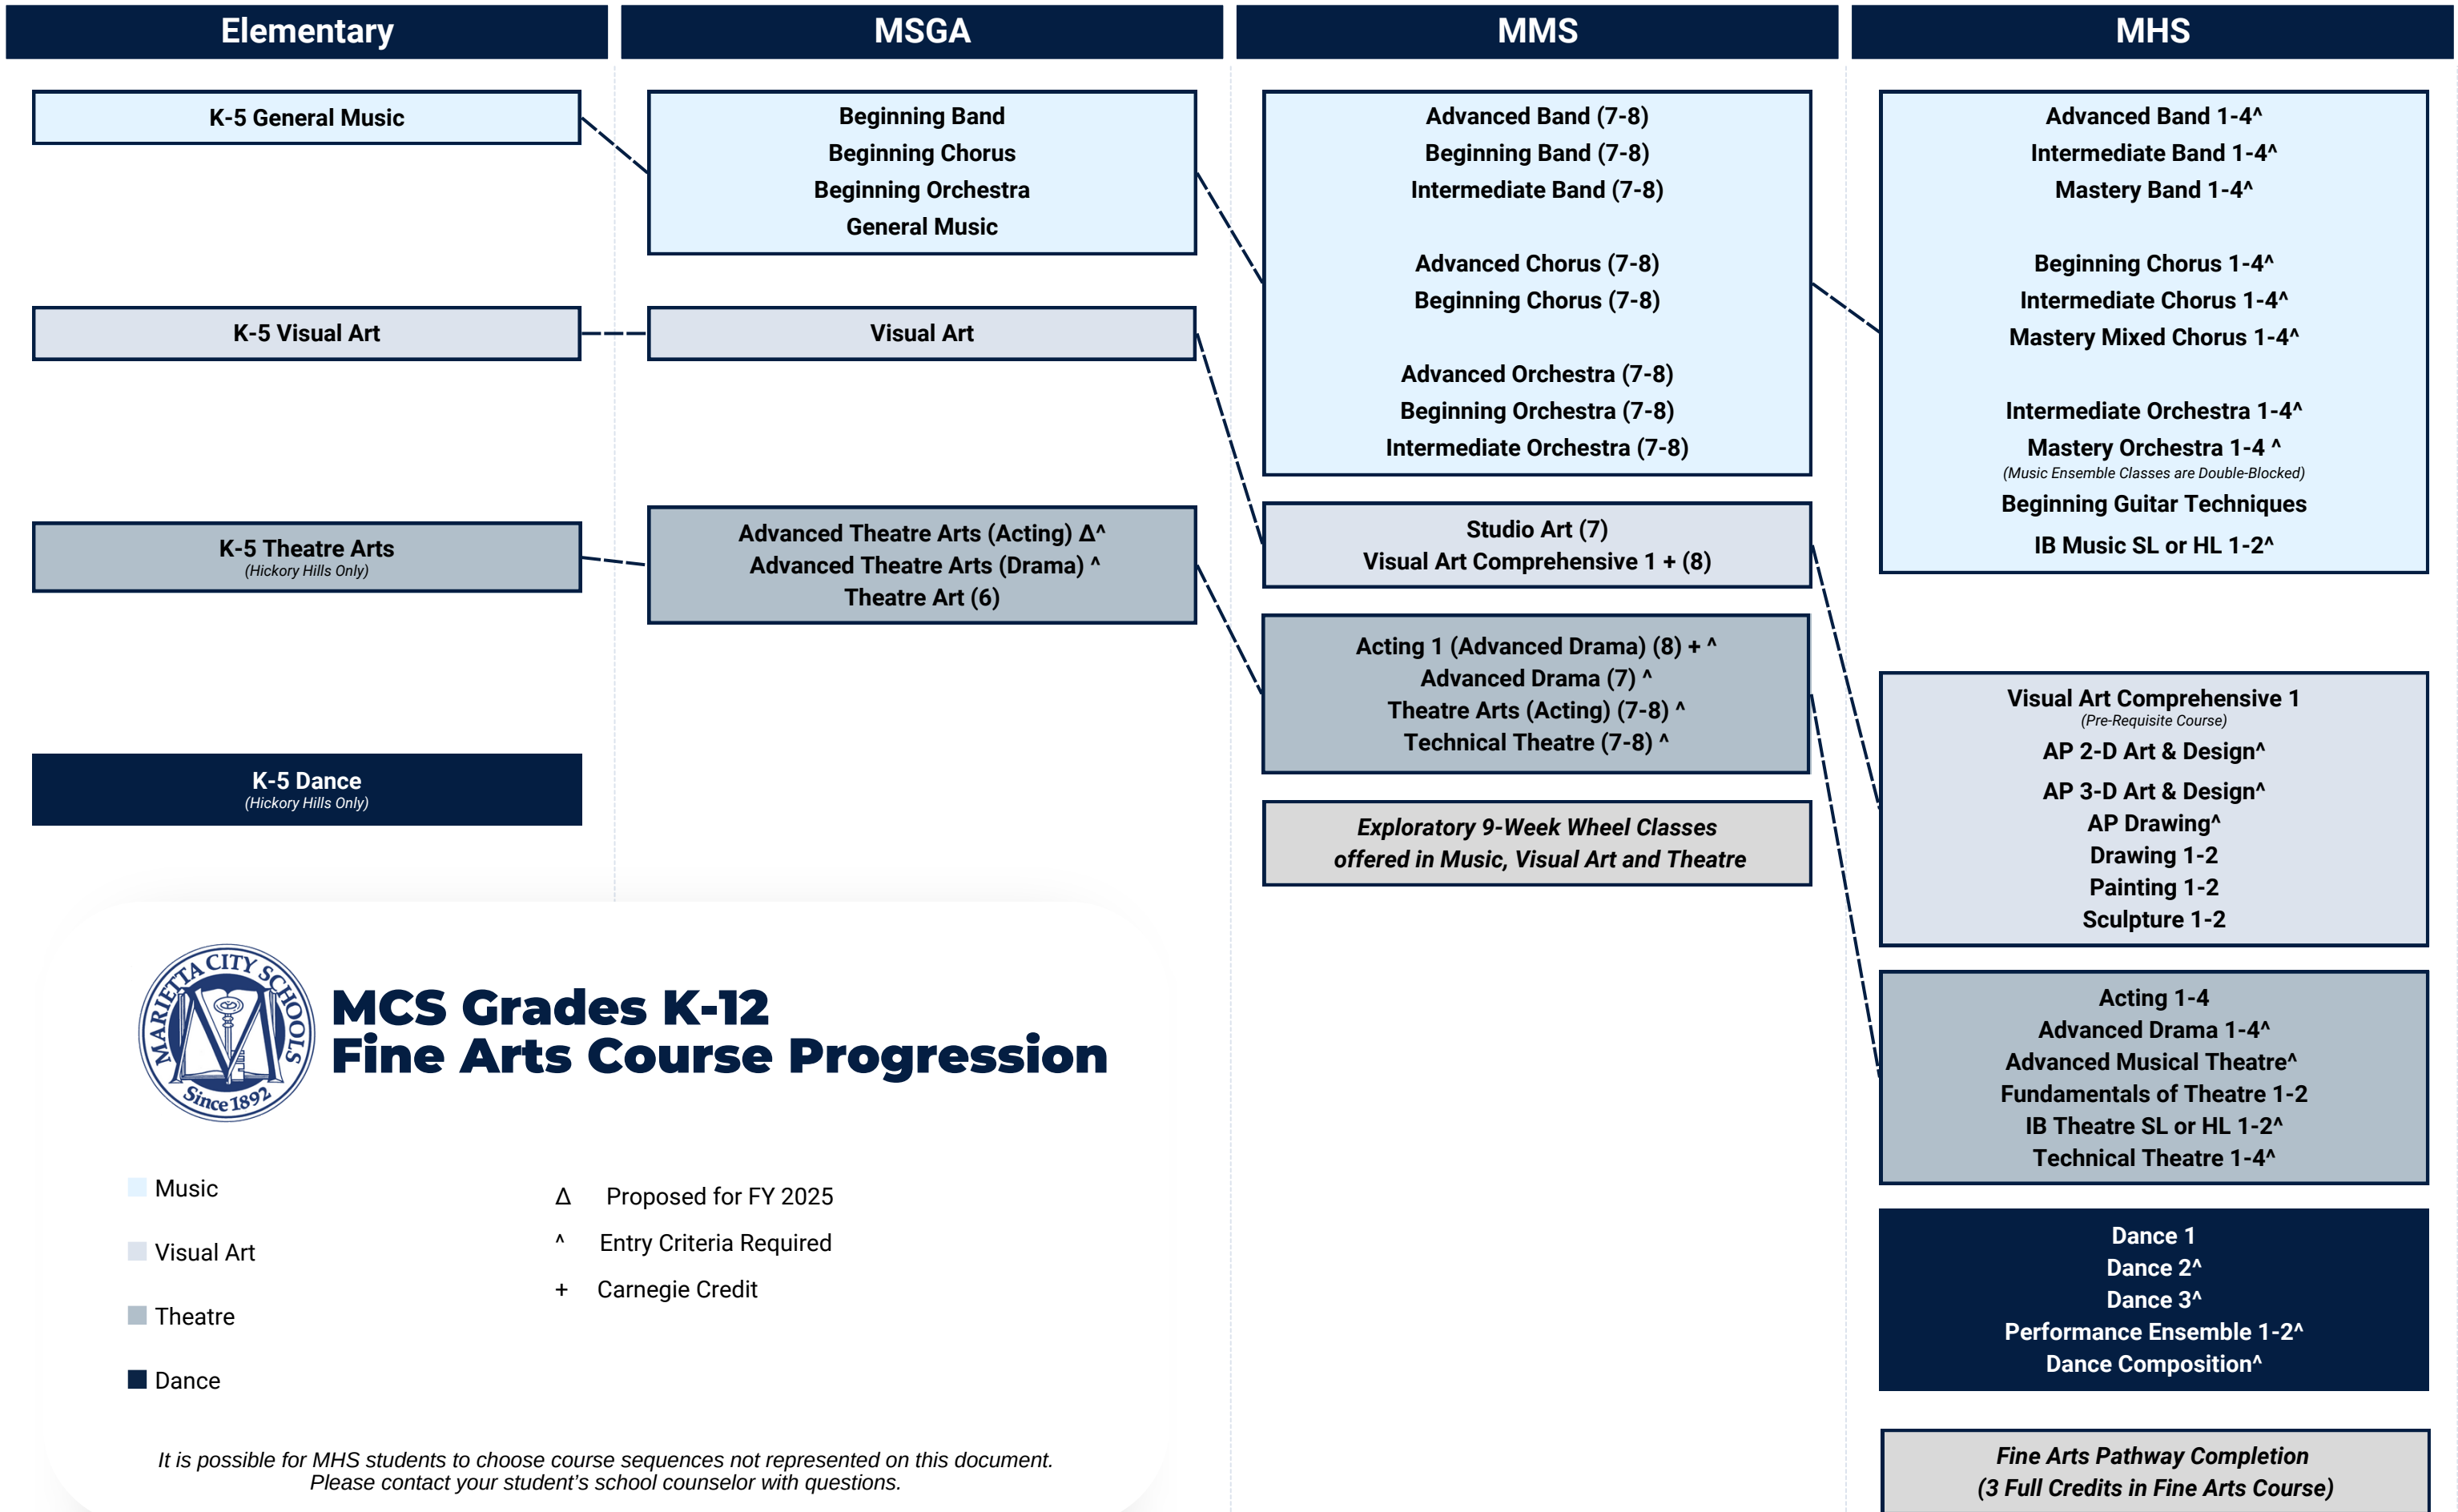 Elementary
K-5 General Music
K-5 Visual Art
K-5 Theatre Arts
(Hickory Hills Only)
K-5 Dance
(Hickory Hills Only)
MSGA
Beginning Band
Beginning Chorus
Beginning Orchestra
General Music
Visual Art
Advanced Theatre Arts (Acting) Δ^
Advanced Theatre Arts (Drama) ^
Theatre Art (6)
MMS
Advanced Band (7-8)
Beginning Band (7-8)
Intermediate Band (7-8)
Advanced Chorus (7-8)
Beginning Chorus (7-8)
Advanced Orchestra (7-8)
Beginning Orchestra (7-8)
Intermediate Orchestra (7-8)
Studio Art (7)
Visual Art Comprehensive 1 + (8)
Acting 1 (Advanced Drama) (8) + ^
Advanced Drama (7) ^
Theatre Arts (Acting) (7-8) ^
Technical Theatre (7-8) ^
Exploratory 9-Week Wheel Classes
offered in Music, Visual Art and Theatre
MHS
Advanced Band 1-4^
Intermediate Band 1-4^
Mastery Band 1-4^
Beginning Chorus 1-4^
Intermediate Chorus 1-4^
Mastery Mixed Chorus 1-4^
Intermediate Orchestra 1-4^
Mastery Orchestra 1-4 ^
(Music Ensemble Classes are Double-Blocked)
Beginning Guitar Techniques
IB Music SL or HL 1-2^
Visual Art Comprehensive 1
(Pre-Requisite Course)
AP 2-D Art & Design^
AP 3-D Art & Design^
AP Drawing^
Drawing 1-2
Painting 1-2
Sculpture 1-2
Acting 1-4
Advanced Drama 1-4^
Advanced Musical Theatre^
Fundamentals of Theatre 1-2
IB Theatre SL or HL 1-2^
Technical Theatre 1-4^
Dance 1
Dance 2^
Dance 3^
Performance Ensemble 1-2^
Dance Composition^
Fine Arts Pathway Completion
(3 Full Credits in Fine Arts Course)
MARIETTA CITY SCHOOLS
Since 1892
MCS Grades K-12
Fine Arts Course Progression
Music
Visual Art
Theatre
Dance
Δ Proposed for FY 2025
^ Entry Criteria Required
+ Carnegie Credit
It is possible for MHS students to choose course sequences not represented on this document.
Please contact your student's school counselor with questions.